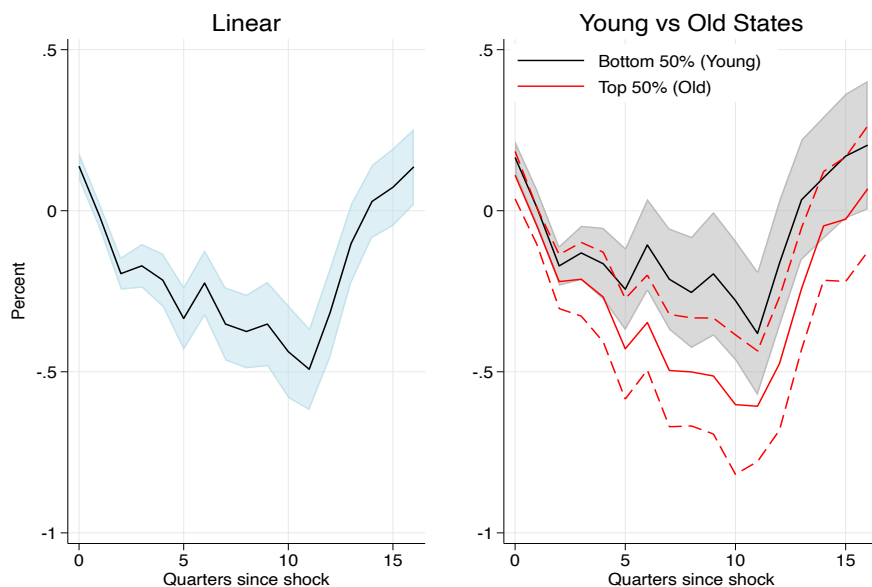 Linear
Young vs Old States
.5
0
-.5
-1
Percent
0 5 10 15
Quarters since shock
Bottom 50% (Young)
Top 50% (Old)
.5
0
-.5
-1
0 5 10 15
Quarters since shock